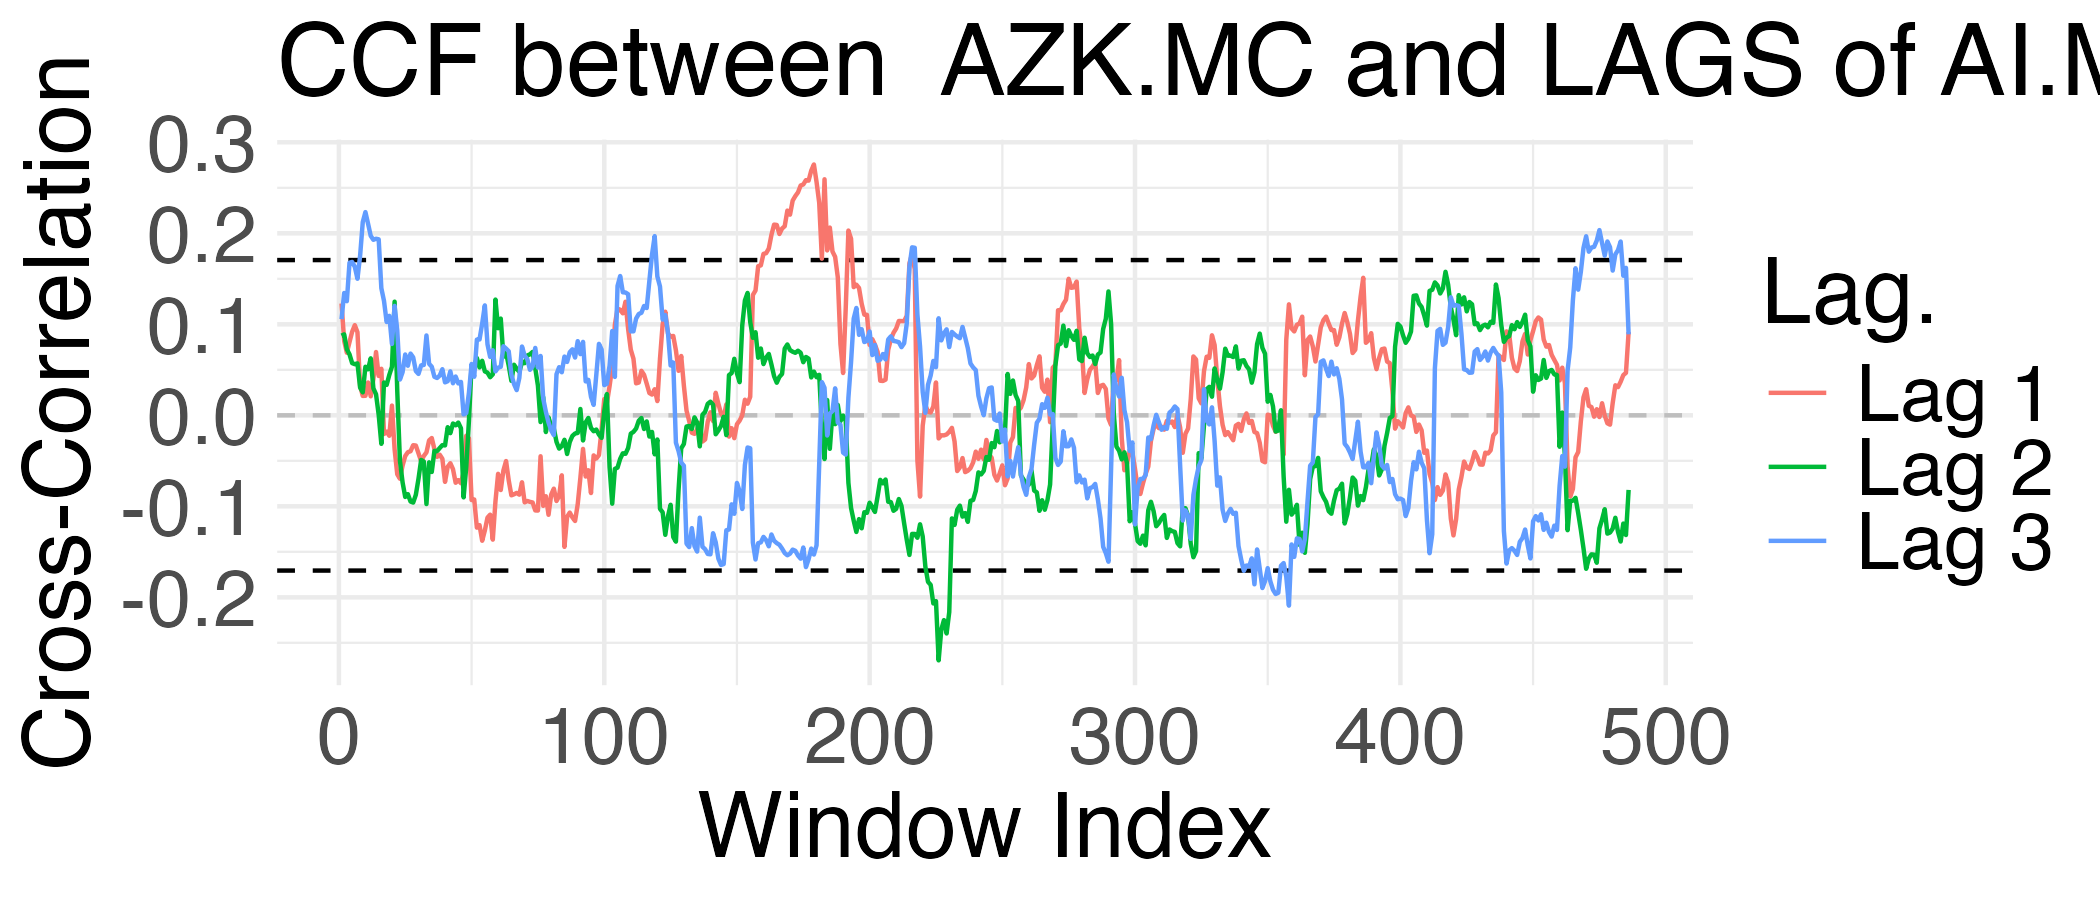 CCF between  AZK.MC and LAGS of AI.M
Cross-Correlation
0.3
0.2
0.1
0.0
-0.1
-0.2
0 100 200 300 400 500
Window Index
Lag.
Lag 1
Lag 2
Lag 3